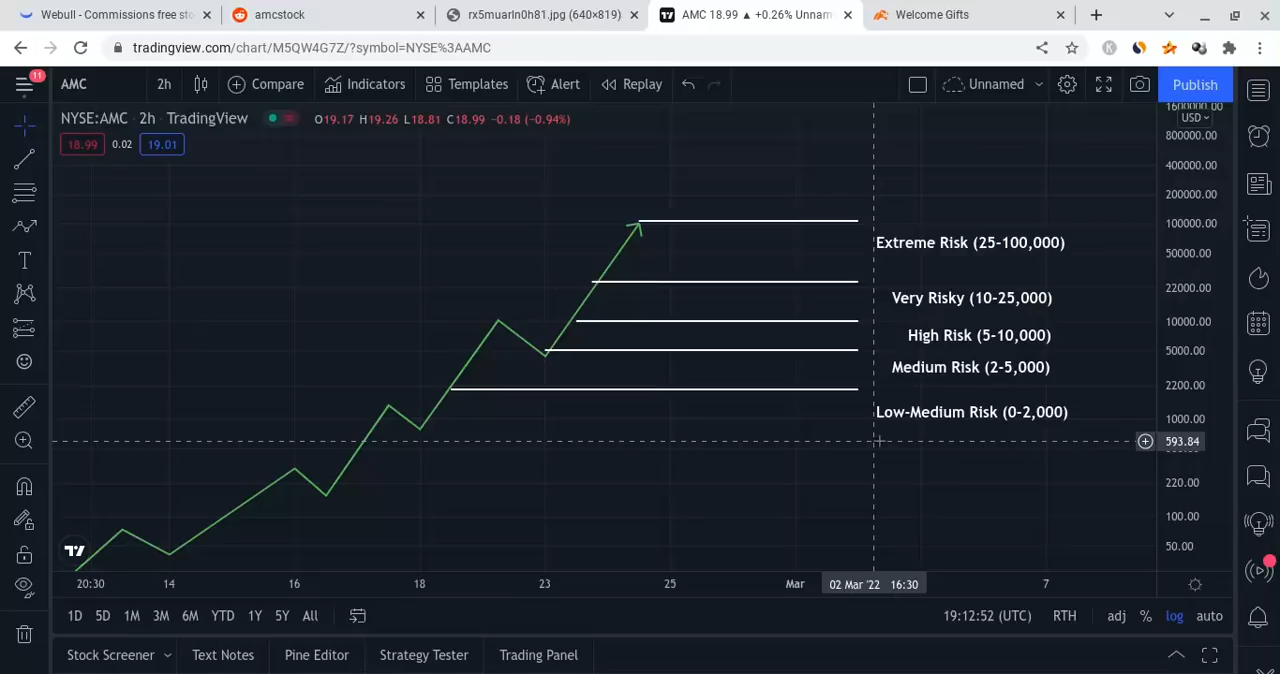 Webull - Commissions free sto
amcstock
rx5muarln0h81.jpg (640×819)
AMC 18.99 ▲ +0.26% Unnam
Welcome Gifts
tradingview.com/chart/M5QW4G7Z/?symbol=NYSE%3AAMC
11
AMC
2h
Compare
Indicators
Templates
Alert
Replay
Unnamed
Publish
NYSE:AMC · 2h · TradingView
O19.17 H19.26 L18.81 C18.99 −0.18 (−0.94%)
18.99
0.02
19.01
1600000.00
USD
800000.00
400000.00
200000.00
100000.00
50000.00
22000.00
10000.00
5000.00
2200.00
1000.00
593.84
220.00
100.00
50.00
Extreme Risk (25-100,000)
Very Risky (10-25,000)
High Risk (5-10,000)
Medium Risk (2-5,000)
Low-Medium Risk (0-2,000)
20:30
14
16
18
23
25
Mar
02 Mar '22 16:30
7
1D
5D
1M
3M
6M
YTD
1Y
5Y
All
19:12:52 (UTC)
RTH
adj
%
log
auto
Stock Screener
Text Notes
Pine Editor
Strategy Tester
Trading Panel